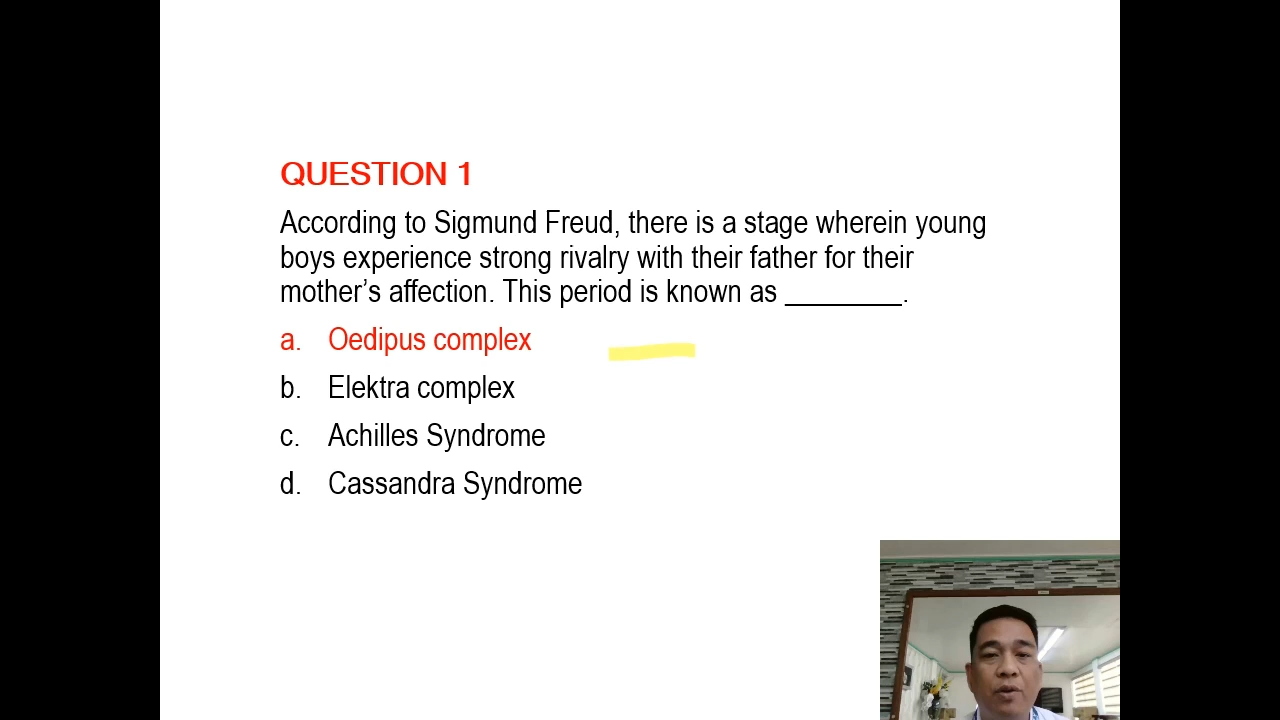 QUESTION 1
According to Sigmund Freud, there is a stage wherein young
boys experience strong rivalry with their father for their
mother’s affection. This period is known as ________.
a. Oedipus complex
b. Elektra complex
c. Achilles Syndrome
d. Cassandra Syndrome